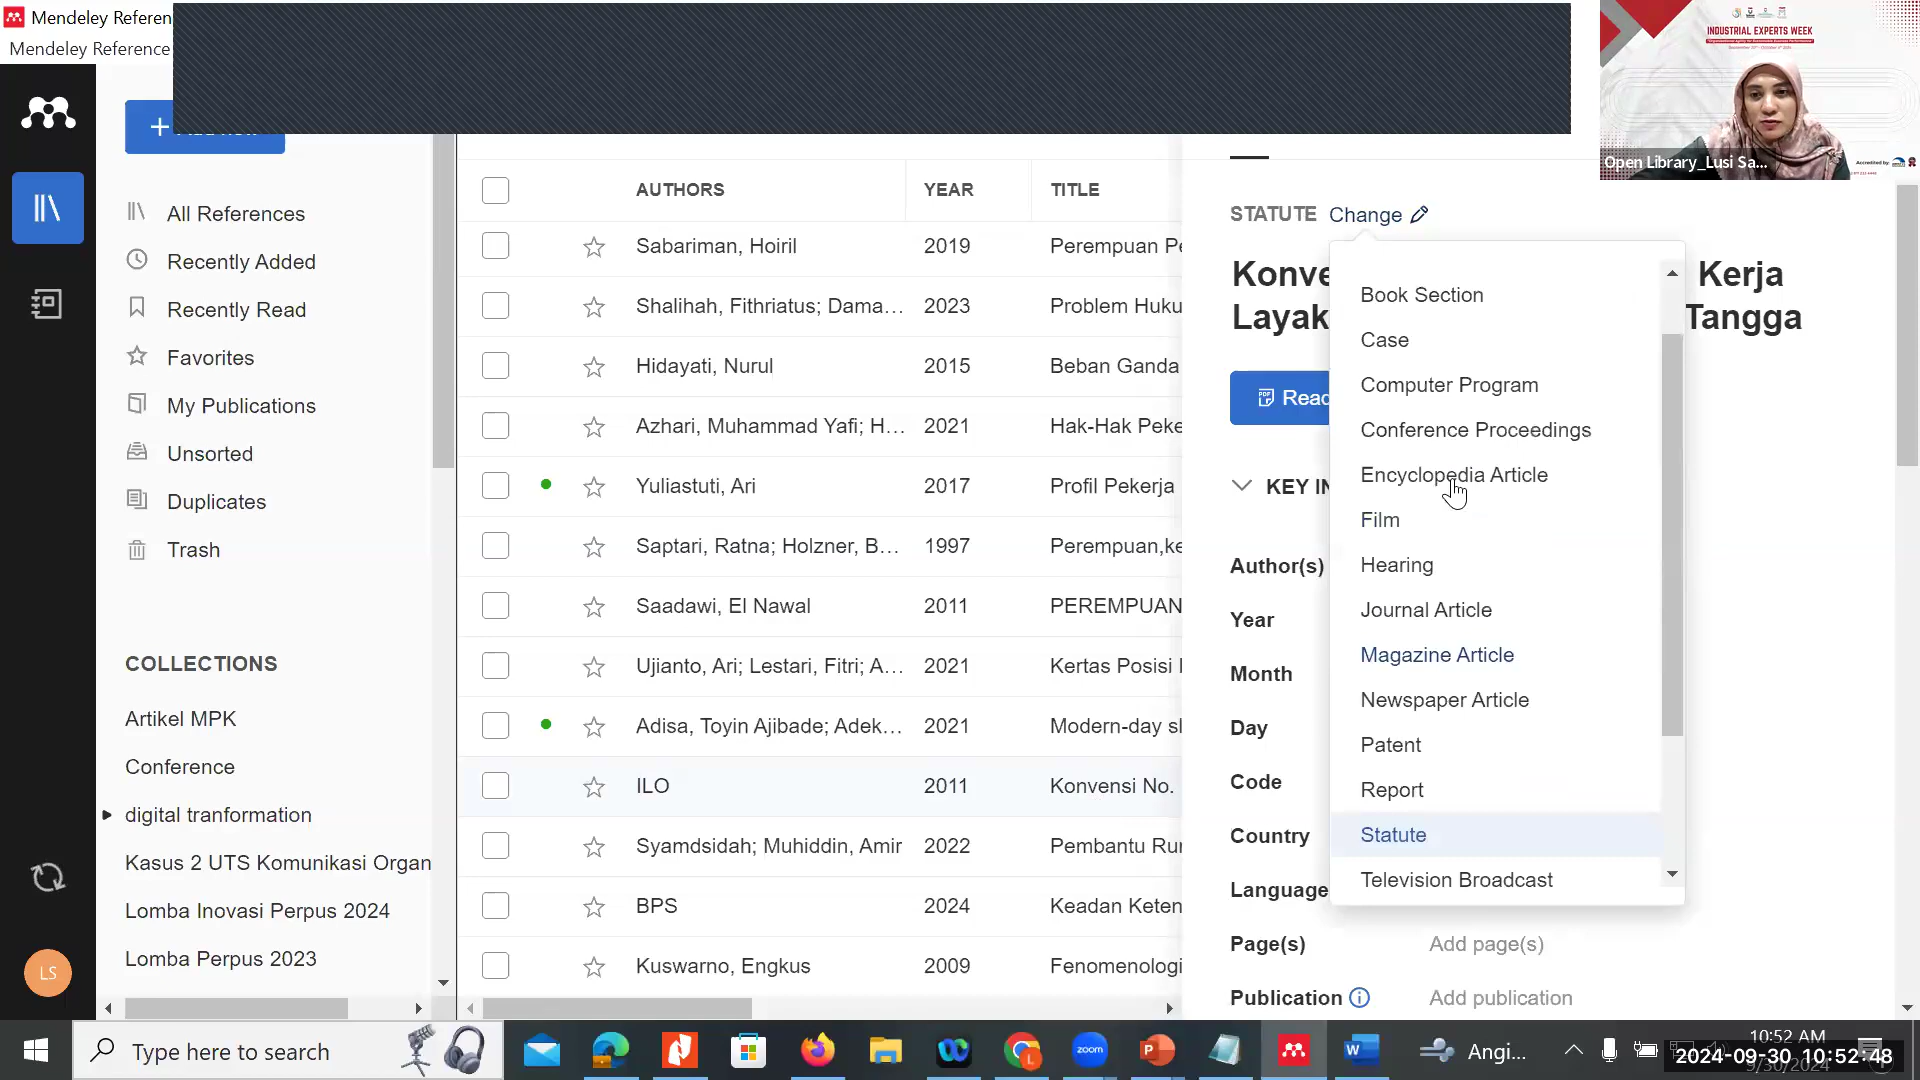 Mendeley Referen
Mendeley Reference
INDUSTRIAL EXPERTS WEEK
Open Library_Lusi Sa...
Accredited by
All References
Recently Added
Recently Read
Favorites
My Publications
Unsorted
Duplicates
Trash
COLLECTIONS
Artikel MPK
Conference
digital tranformation
Kasus 2 UTS Komunikasi Organ
Lomba Inovasi Perpus 2024
Lomba Perpus 2023
LS
AUTHORS YEAR TITLE
Sabariman, Hoiril 2019 Perempuan Pe
Shalihah, Fithriatus; Dama... 2023 Problem Huku
Hidayati, Nurul 2015 Beban Ganda
Azhari, Muhammad Yafi; H... 2021 Hak-Hak Peke
Yuliastuti, Ari 2017 Profil Pekerja
Saptari, Ratna; Holzner, B... 1997 Perempuan,ke
Saadawi, El Nawal 2011 PEREMPUAN
Ujianto, Ari; Lestari, Fitri; A... 2021 Kertas Posisi
Adisa, Toyin Ajibade; Adek... 2021 Modern-day sl
ILO 2011 Konvensi No.
Syamdsidah; Muhiddin, Amir 2022 Pembantu Rur
BPS 2024 Keadan Keten
Kuswarno, Engkus 2009 Fenomenologi
STATUTE Change
Konve Kerja
Layak Tangga
Read
KEY IN
Author(s)
Year
Month
Day
Code
Country
Language
Page(s) Add page(s)
Publication Add publication
Book Section
Case
Computer Program
Conference Proceedings
Encyclopedia Article
Film
Hearing
Journal Article
Magazine Article
Newspaper Article
Patent
Report
Statute
Television Broadcast
Type here to search
zoom
Angi...
10:52 AM
2024-09-30 10:52:48
9/30/2024